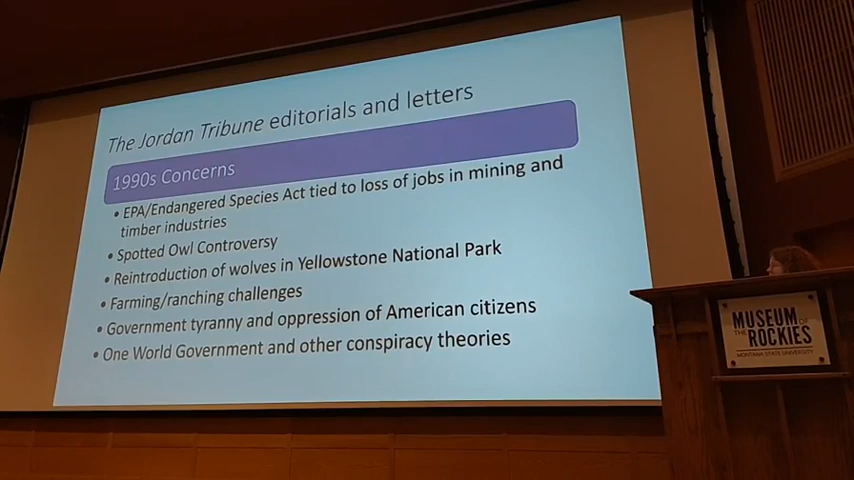 The Jordan Tribune editorials and letters
1990s Concerns
• EPA/Endangered Species Act tied to loss of jobs in mining and
timber industries
• Spotted Owl Controversy
• Reintroduction of wolves in Yellowstone National Park
• Farming/ranching challenges
• Government tyranny and oppression of American citizens
• One World Government and other conspiracy theories
MUSEUM
OF THE
ROCKIES
MONTANA STATE UNIVERSITY